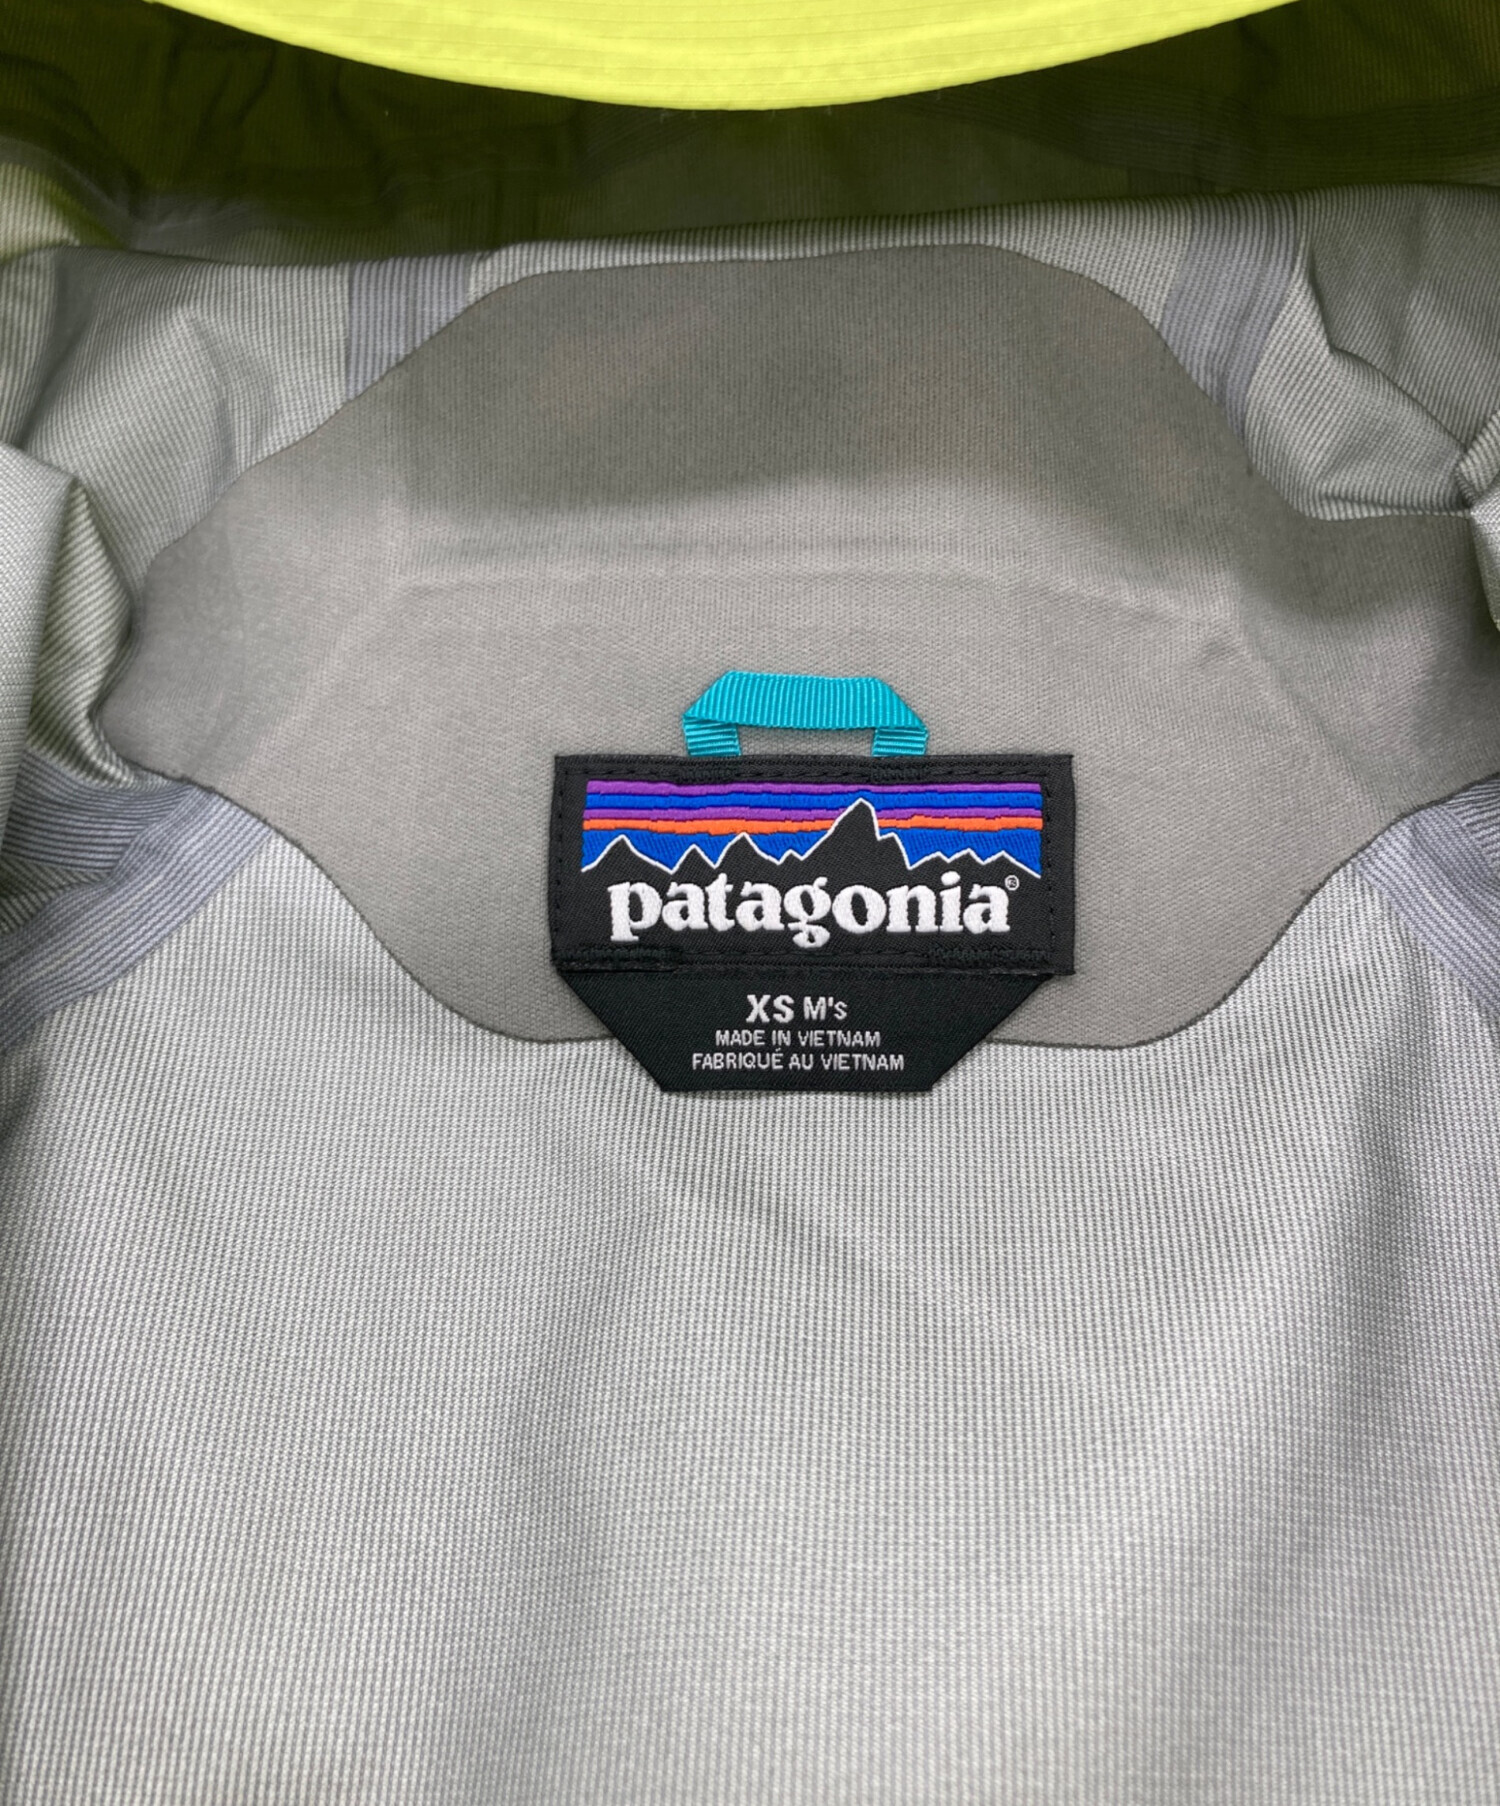 patagonia®
XS M's
MADE IN VIETNAM
FABRIQUÉ AU VIETNAM